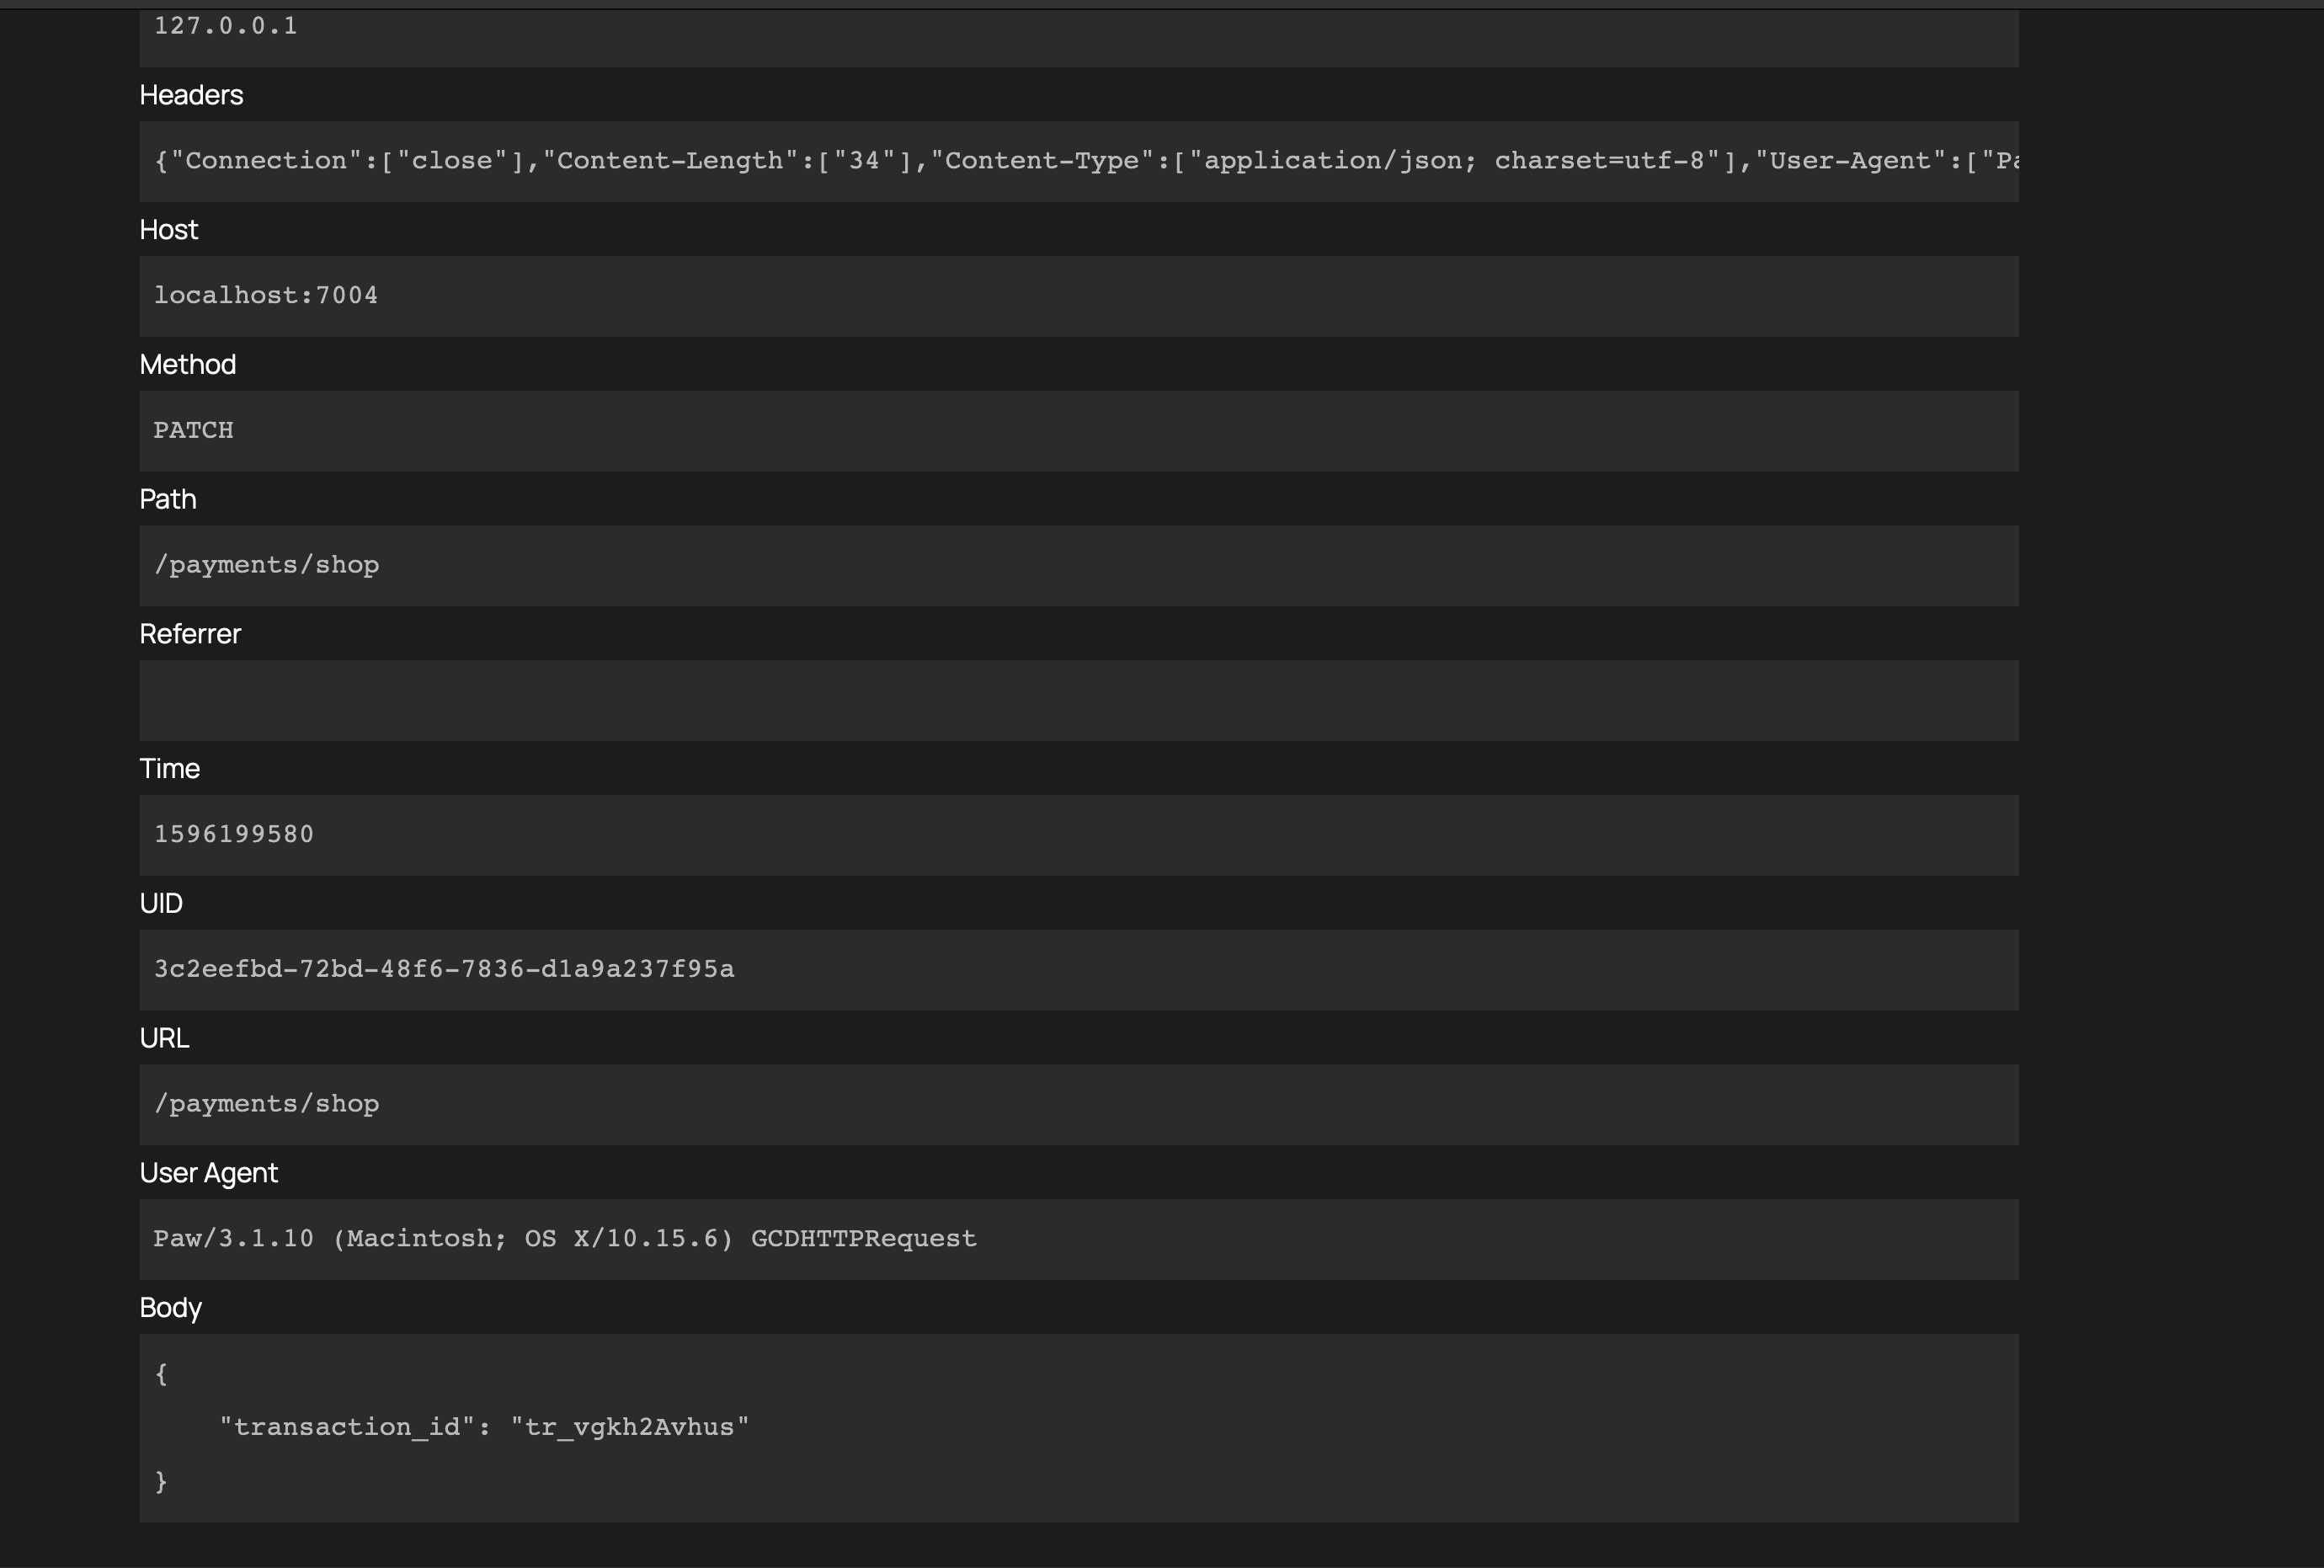 127.0.0.1
Headers
{"Connection":["close"],"Content-Length":["34"],"Content-Type":["application/json; charset=utf-8"],"User-Agent":["Pa
Host
localhost:7004
Method
PATCH
Path
/payments/shop
Referrer
Time
1596199580
UID
3c2eefbd-72bd-48f6-7836-d1a9a237f95a
URL
/payments/shop
User Agent
Paw/3.1.10 (Macintosh; OS X/10.15.6) GCDHTTPRequest
Body
{
    "transaction_id": "tr_vgkh2Avhus"
}